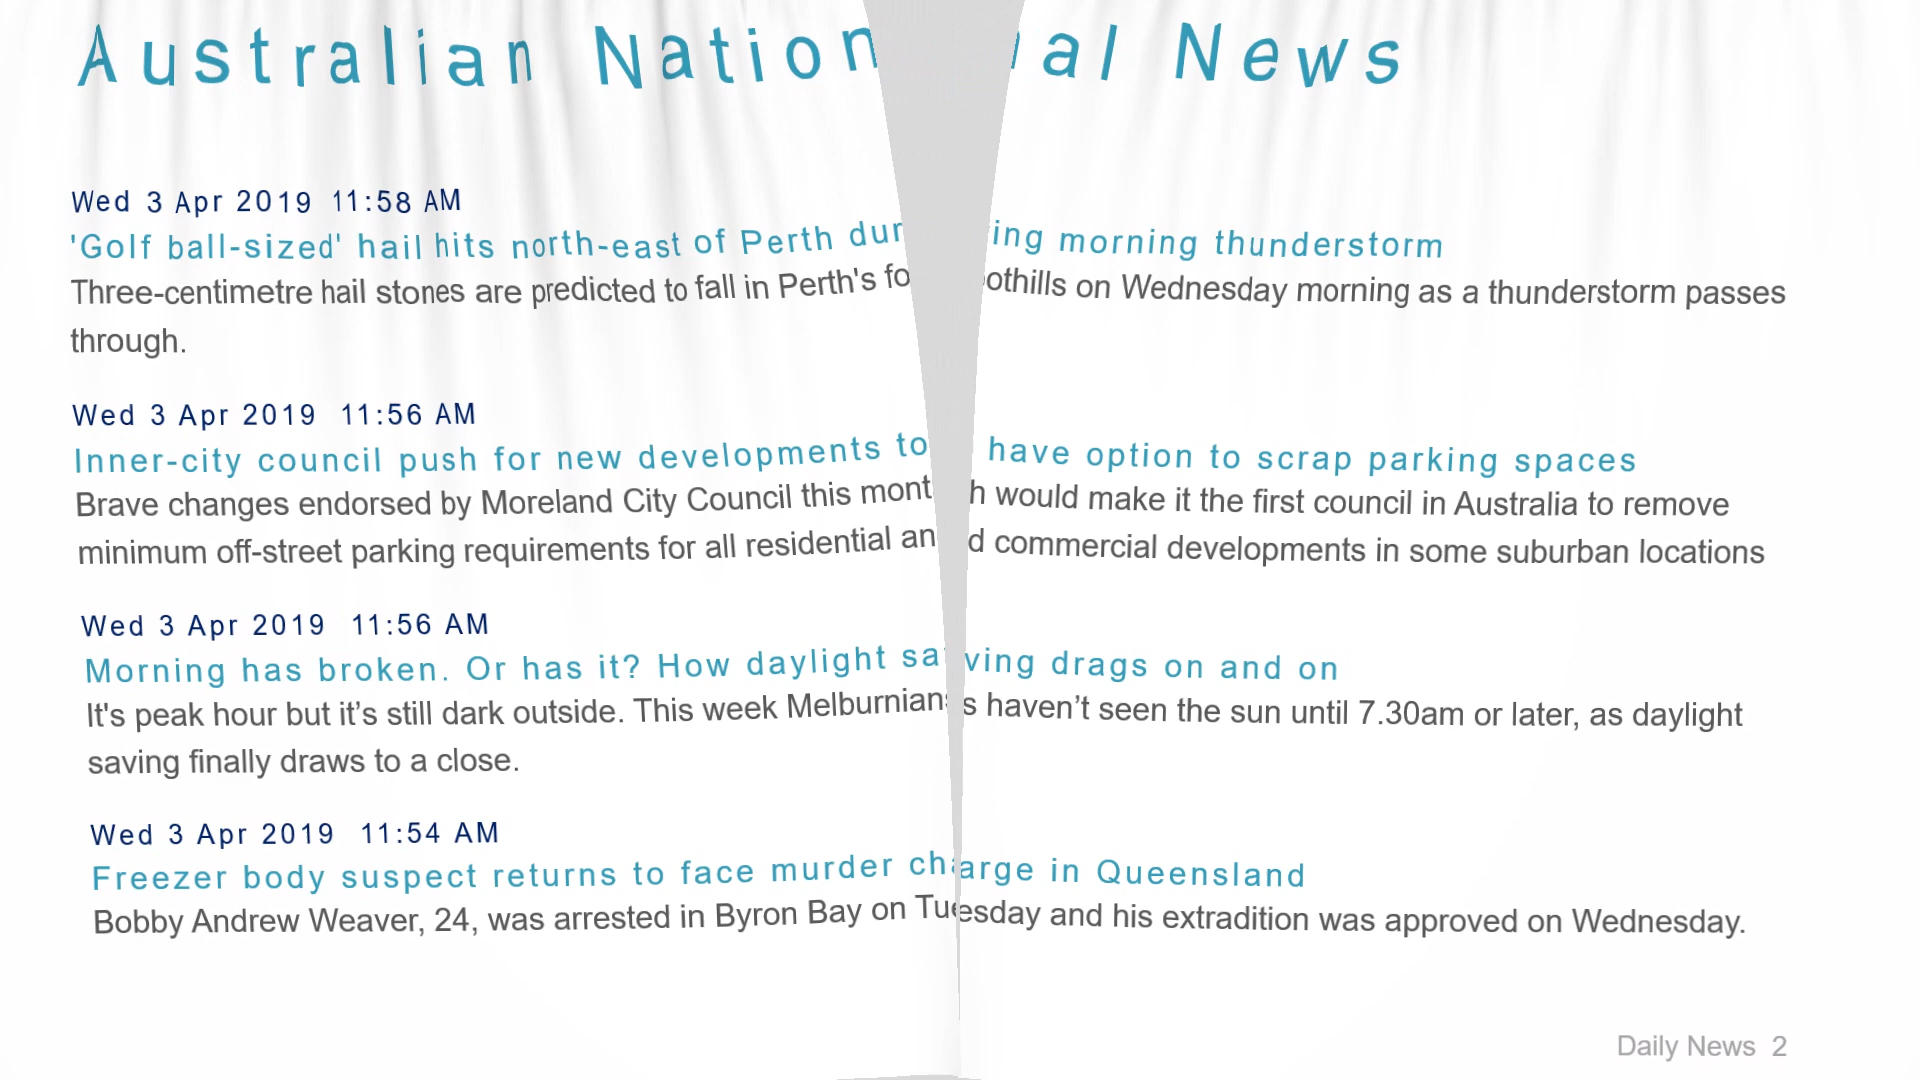 Australian National News
Wed 3 Apr 2019 11:58 AM
'Golf ball-sized' hail hits north-east of Perth during morning thunderstorm
Three-centimetre hail stones are predicted to fall in Perth's foothills on Wednesday morning as a thunderstorm passes
through.
Wed 3 Apr 2019 11:56 AM
Inner-city council push for new developments to have option to scrap parking spaces
Brave changes endorsed by Moreland City Council this month would make it the first council in Australia to remove
minimum off-street parking requirements for all residential and commercial developments in some suburban locations
Wed 3 Apr 2019 11:56 AM
Morning has broken. Or has it? How daylight saving drags on and on
It's peak hour but it’s still dark outside. This week Melburnians haven’t seen the sun until 7.30am or later, as daylight
saving finally draws to a close.
Wed 3 Apr 2019 11:54 AM
Freezer body suspect returns to face murder charge in Queensland
Bobby Andrew Weaver, 24, was arrested in Byron Bay on Tuesday and his extradition was approved on Wednesday.
Daily News 2